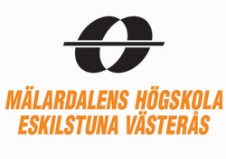 MÄLARDALENS HÖGSKOLA
ESKILSTUNA VÄSTERÅS